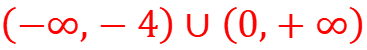 (−∞, − 4) ∪ (0, + ∞)